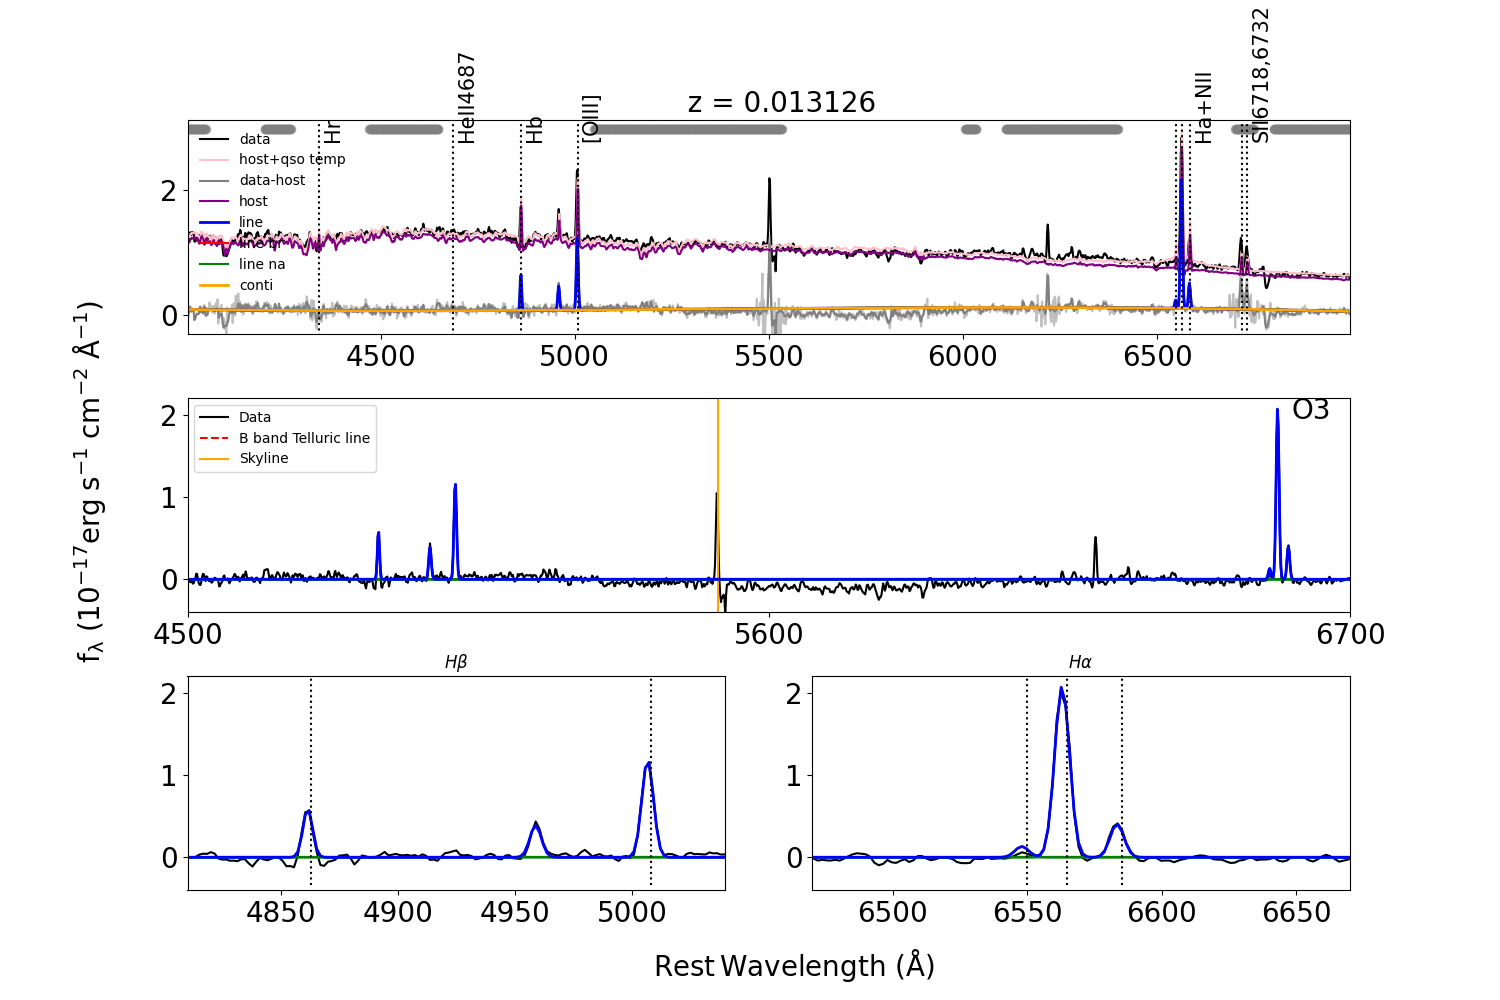 z = 0.013126
Hr
HeII4687
Hb
[OIII]
Ha+NII
SII6718,6732
data
host+qso temp
data-host
host
line
line br
line na
conti
2
0
4500
5000
5500
6000
6500
Data
B band Telluric line
Skyline
O3
2
1
0
4500
5600
6700
fλ (10⁻¹⁷erg s⁻¹ cm⁻² Å⁻¹)
Hβ
2
1
0
4850
4900
4950
5000
Hα
2
1
0
6500
6550
6600
6650
Rest Wavelength (Å)